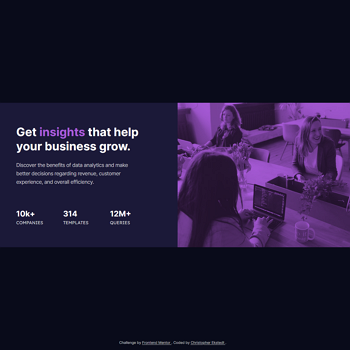 Get insights that help
your business grow.
Discover the benefits of data analytics and make
better decisions regarding revenue, customer
experience, and overall efficiency.
10k+ 314 12M+
COMPANIES TEMPLATES QUERIES
Challenge by Frontend Mentor. Coded by Christopher Ekstedt.